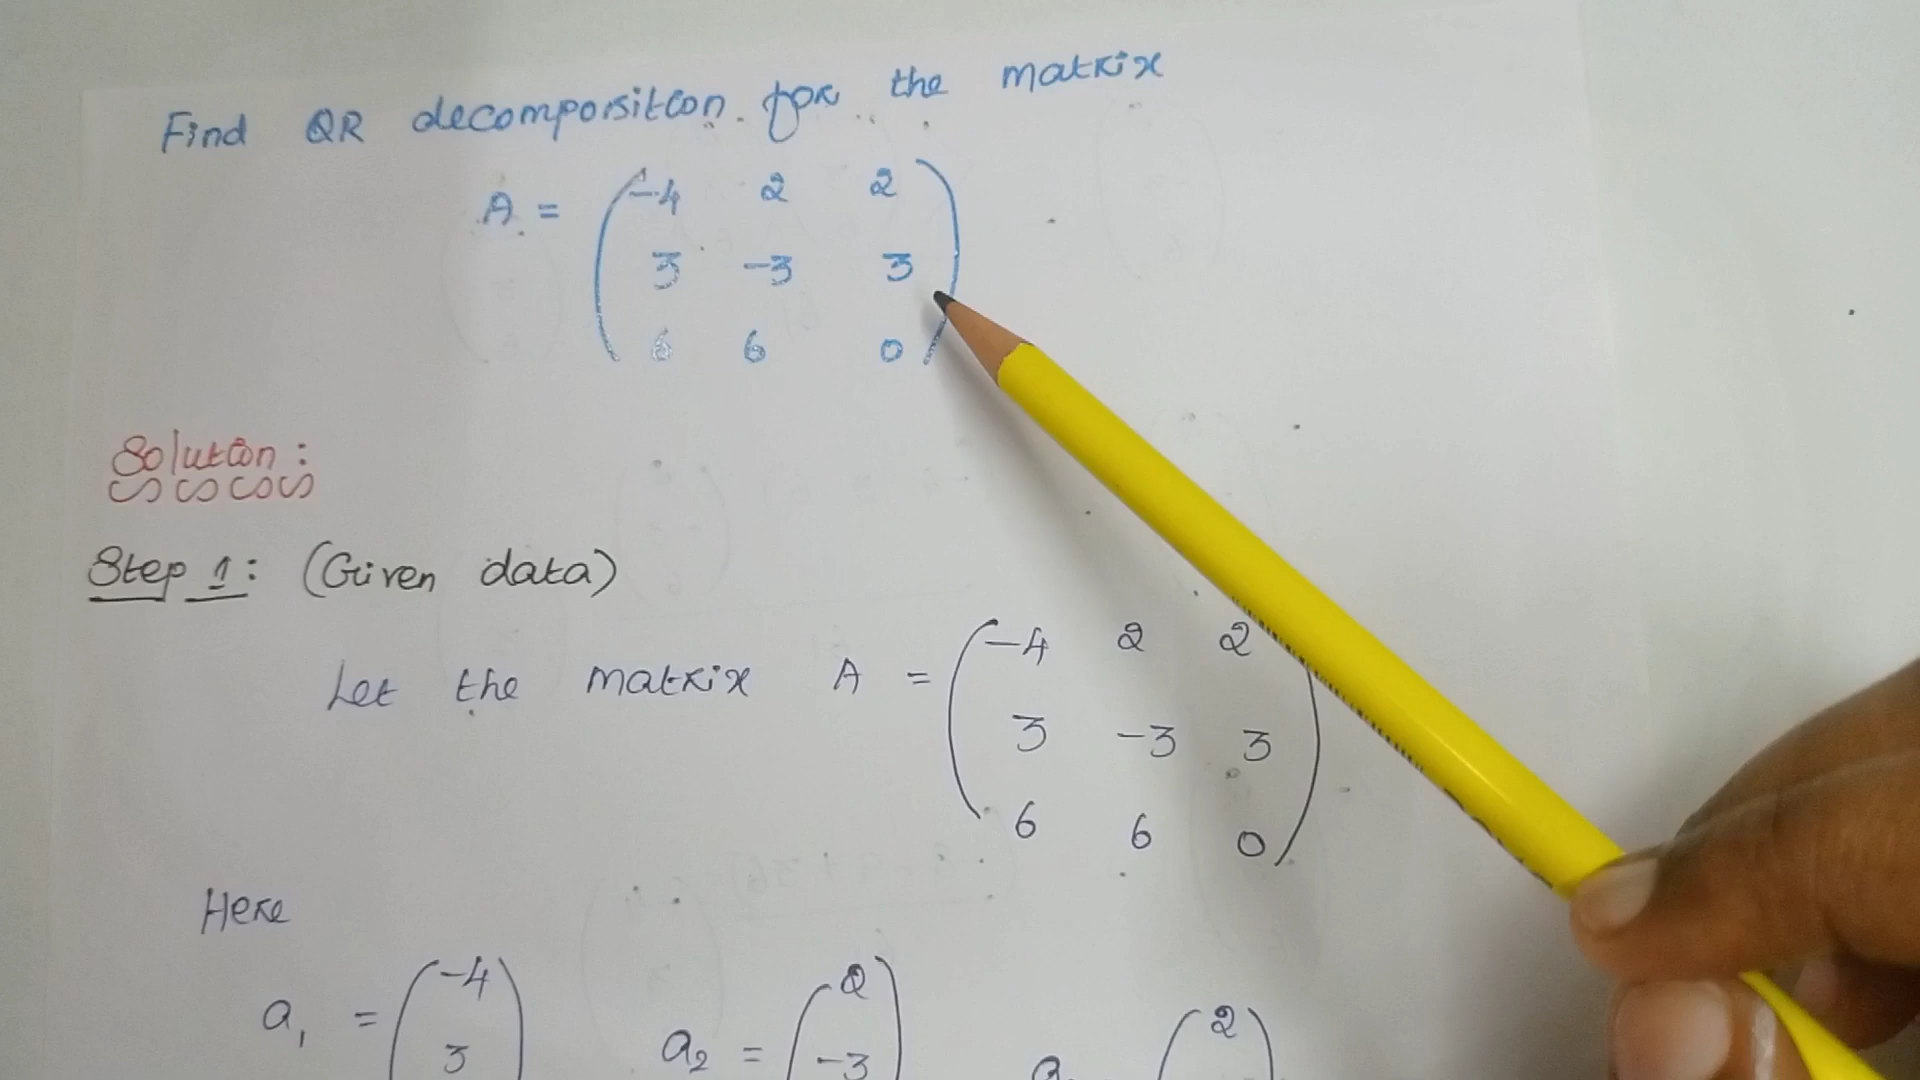 Find QR decomporsition for the matrix
A = (-4 2 2
3 -3 3
6 6 0)
Solution:
Step 1: (Given data)
Let the matrix A = (-4 2 2
3 -3 3
6 6 0)
Here
a1 = (-4 a2 = (2 (2
3 -3